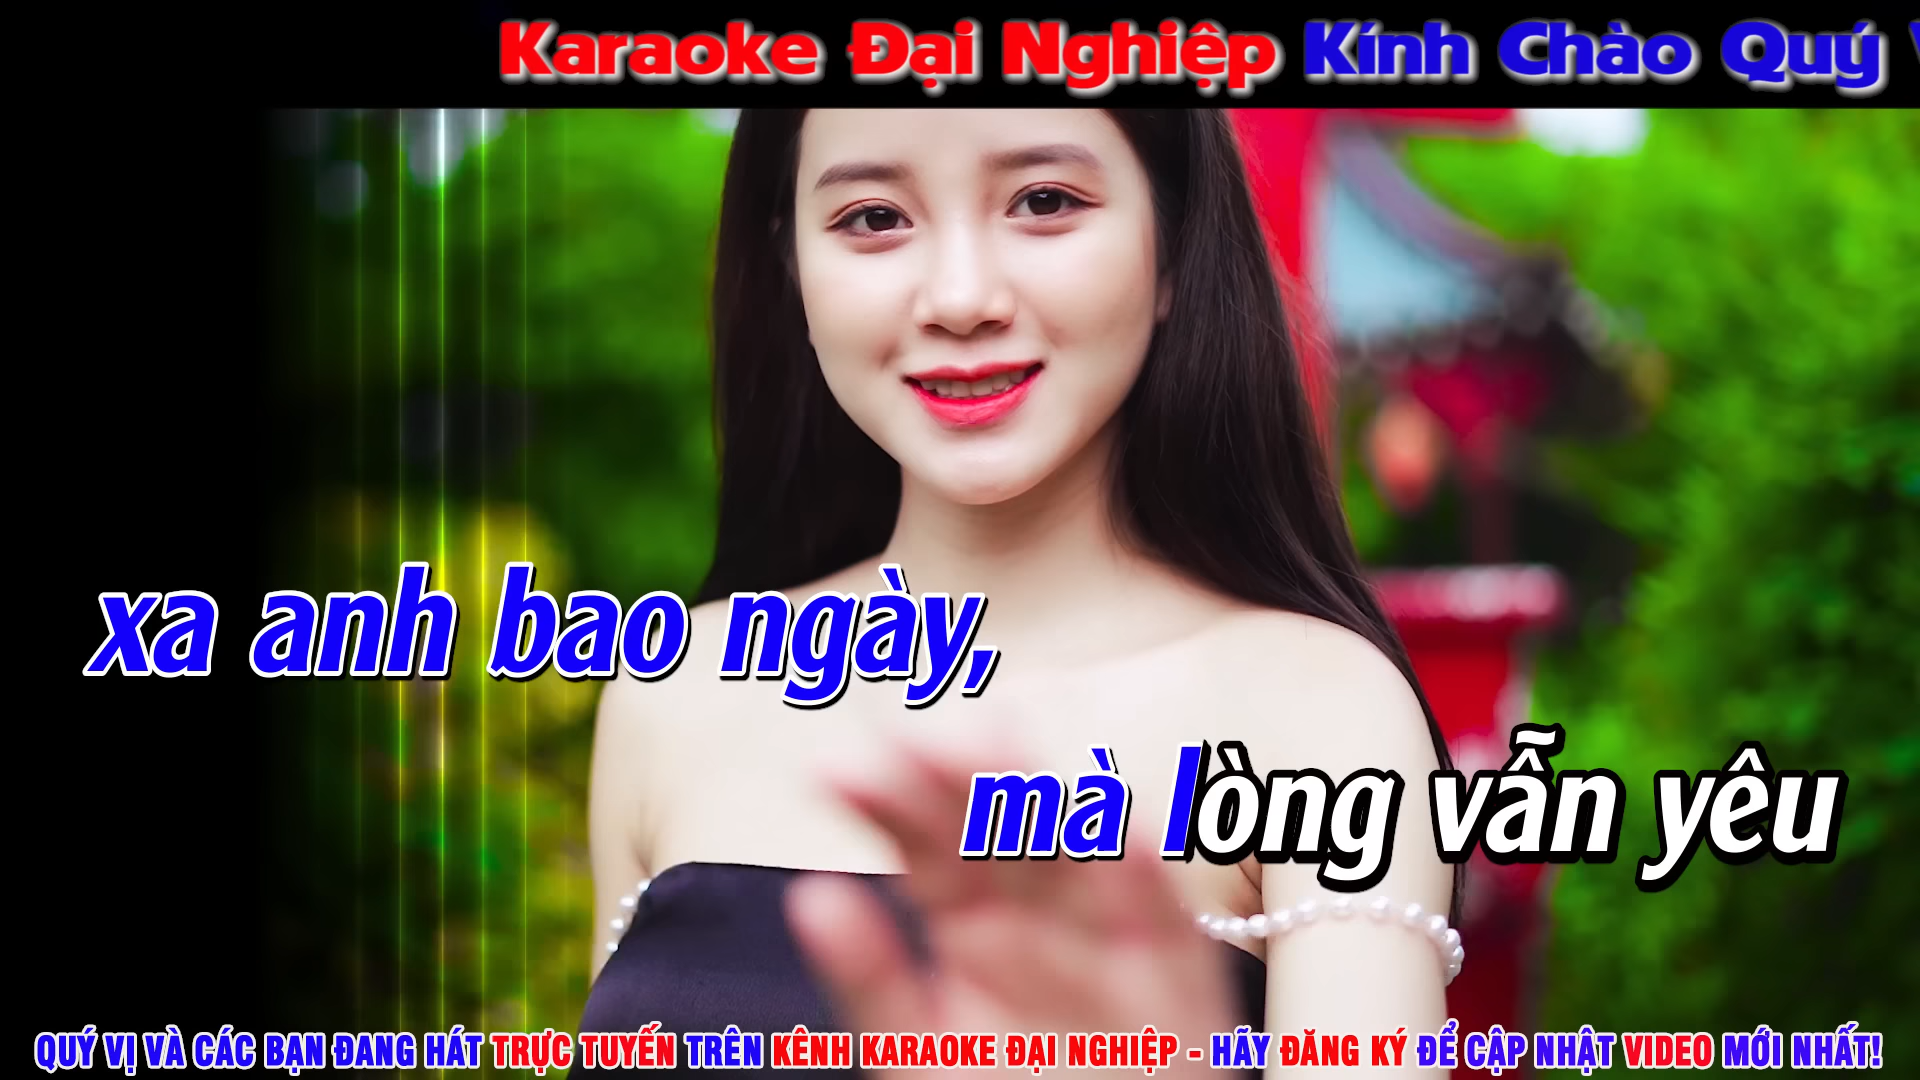 Karaoke Đại Nghiệp Kính Chào Quý
xa anh bao ngày,
mà lòng vẫn yêu
QUÝ VỊ VÀ CÁC BẠN ĐANG HÁT TRỰC TUYẾN TRÊN KÊNH KARAOKE ĐẠI NGHIỆP - HÃY ĐĂNG KÝ ĐỂ CẬP NHẬT VIDEO MỚI NHẤT!